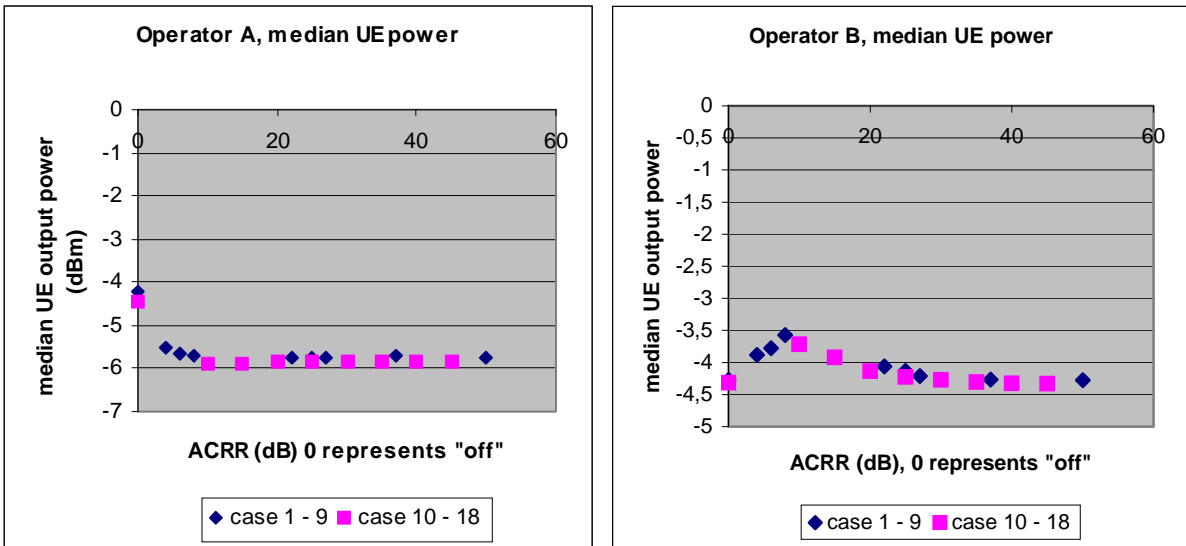 Operator A, median UE power
0
-1
-2
-3
-4
-5
-6
-7
0 20 40 60
median UE output power
(dBm)
ACRR (dB) 0 represents "off"
case 1 - 9 case 10 - 18
Operator B, median UE power
0
-0,5
-1
-1,5
-2
-2,5
-3
-3,5
-4
-4,5
-5
0 20 40 60
median UE output power
ACRR (dB), 0 represents "off"
case 1 - 9 case 10 - 18